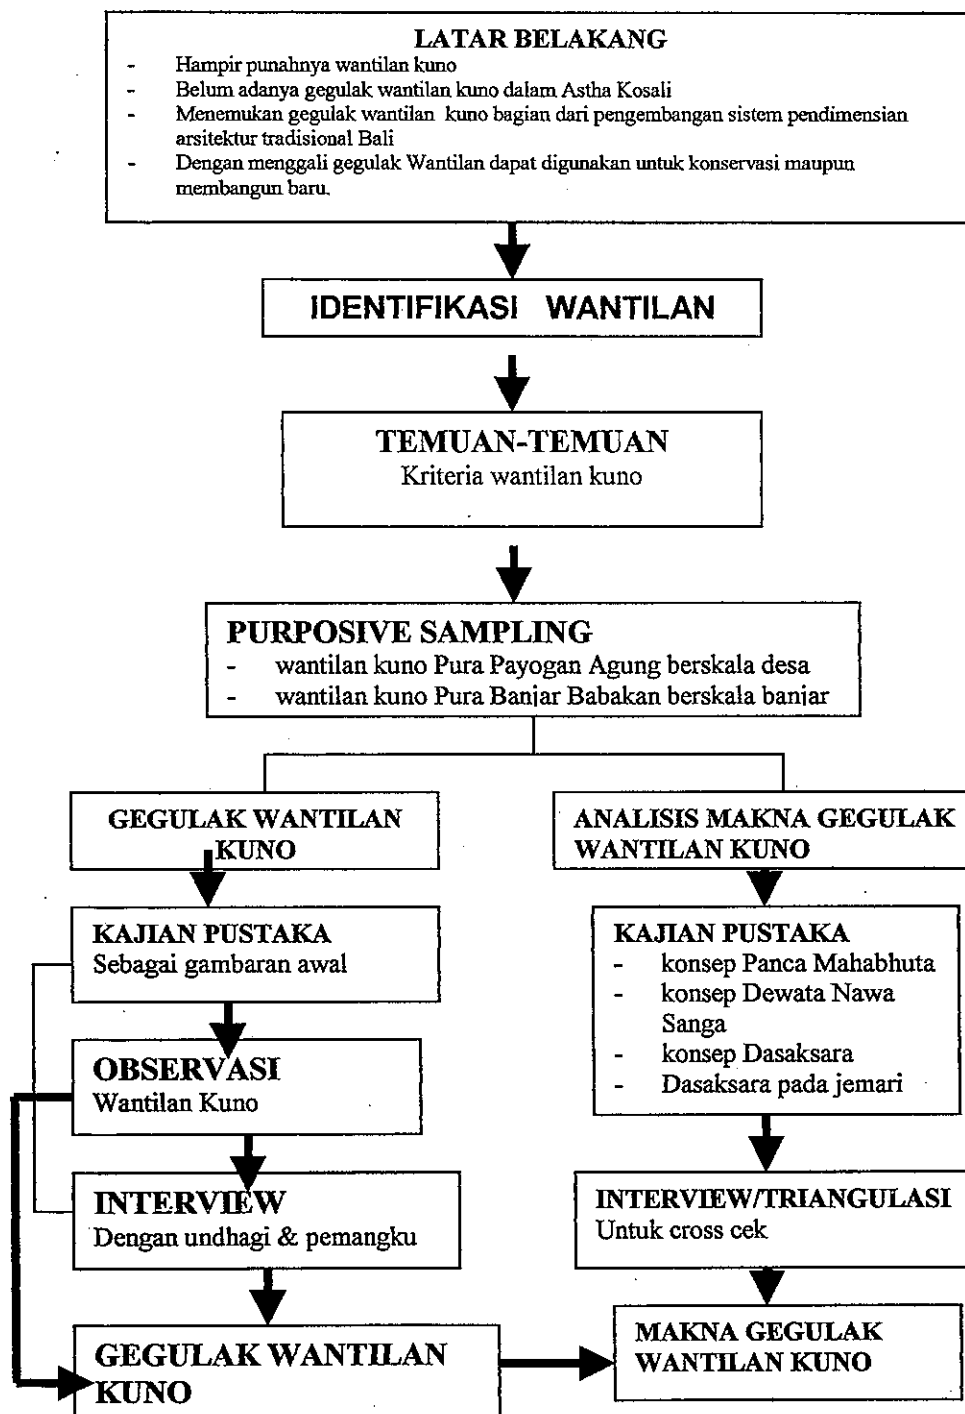 LATAR BELAKANG
- Hampir punahnya wantilan kuno
- Belum adanya gegulak wantilan kuno dalam Astha Kosali
- Menemukan gegulak wantilan kuno bagian dari pengembangan sistem pendimensian
arsitektur tradisional Bali
- Dengan menggali gegulak Wantilan dapat digunakan untuk konservasi maupun
membangun baru.
IDENTIFIKASI WANTILAN
TEMUAN-TEMUAN
Kriteria wantilan kuno
PURPOSIVE SAMPLING
- wantilan kuno Pura Payogan Agung berskala desa
- wantilan kuno Pura Banjar Babakan berskala banjar
GEGULAK WANTILAN
KUNO
KAJIAN PUSTAKA
Sebagai gambaran awal
OBSERVASI
Wantilan Kuno
INTERVIEW
Dengan undhagi & pemangku
GEGULAK WANTILAN
KUNO
ANALISIS MAKNA GEGULAK
WANTILAN KUNO
KAJIAN PUSTAKA
- konsep Panca Mahabhuta
- konsep Dewata Nawa
Sanga
- konsep Dasaksara
- Dasaksara pada jemari
INTERVIEW/TRIANGULASI
Untuk cross cek
MAKNA GEGULAK
WANTILAN KUNO